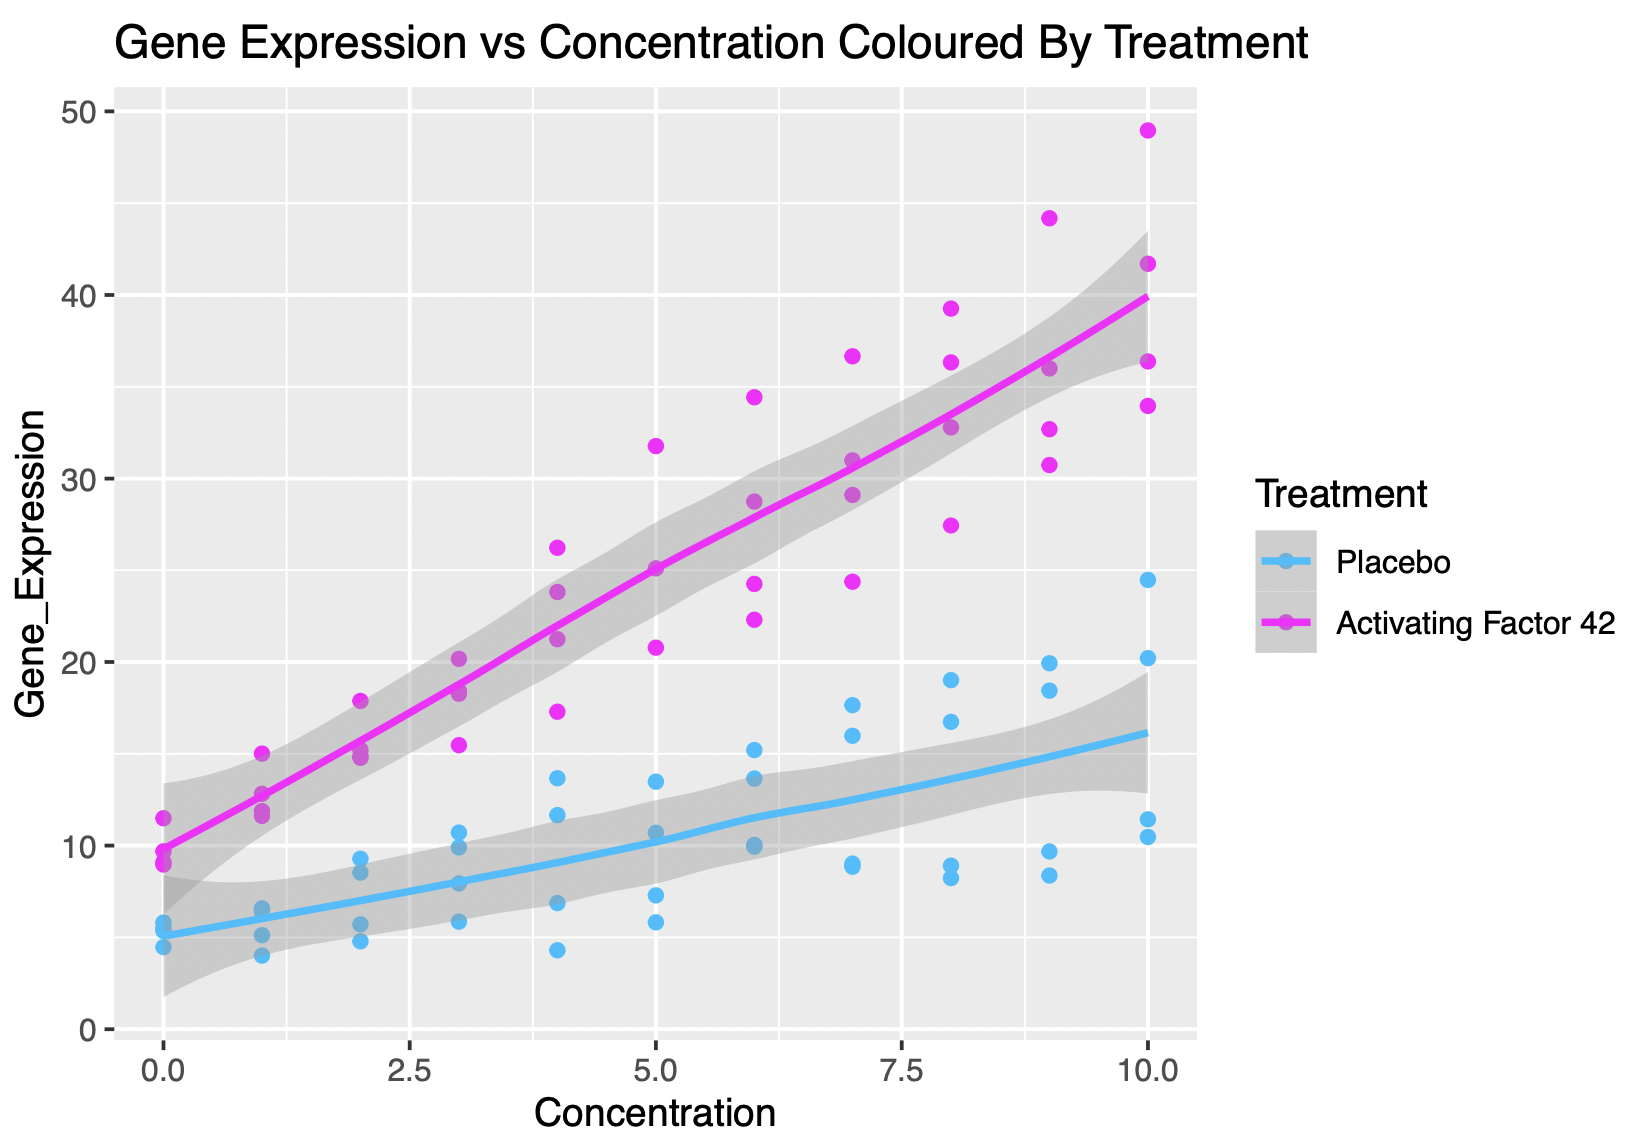 Gene Expression vs Concentration Coloured By Treatment
50
40
30
20
10
0
Gene_Expression
0.0 2.5 5.0 7.5 10.0
Concentration
Treatment
Placebo
Activating Factor 42